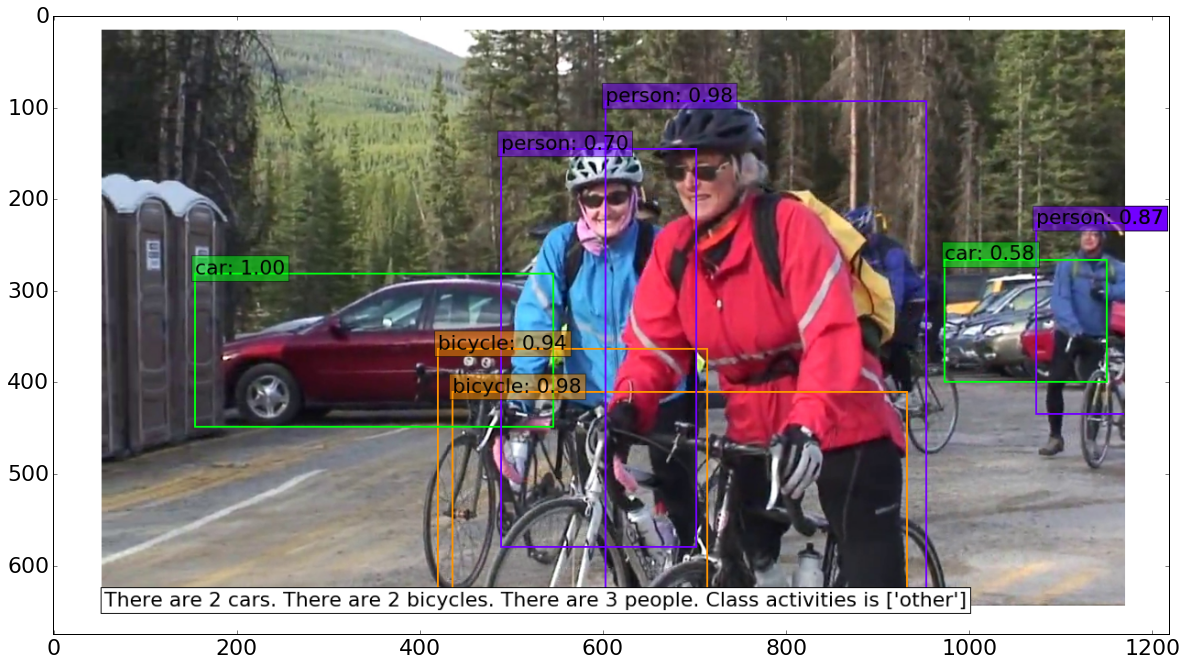 0
100
person: 0.98
person: 0.70
200
person: 0.87
car: 0.58
car: 1.00
300
bicycle: 0.94
bicycle: 0.98
400
500
600
There are 2 cars. There are 2 bicycles. There are 3 people. Class activities is ['other']
0 200 400 600 800 1000 1200